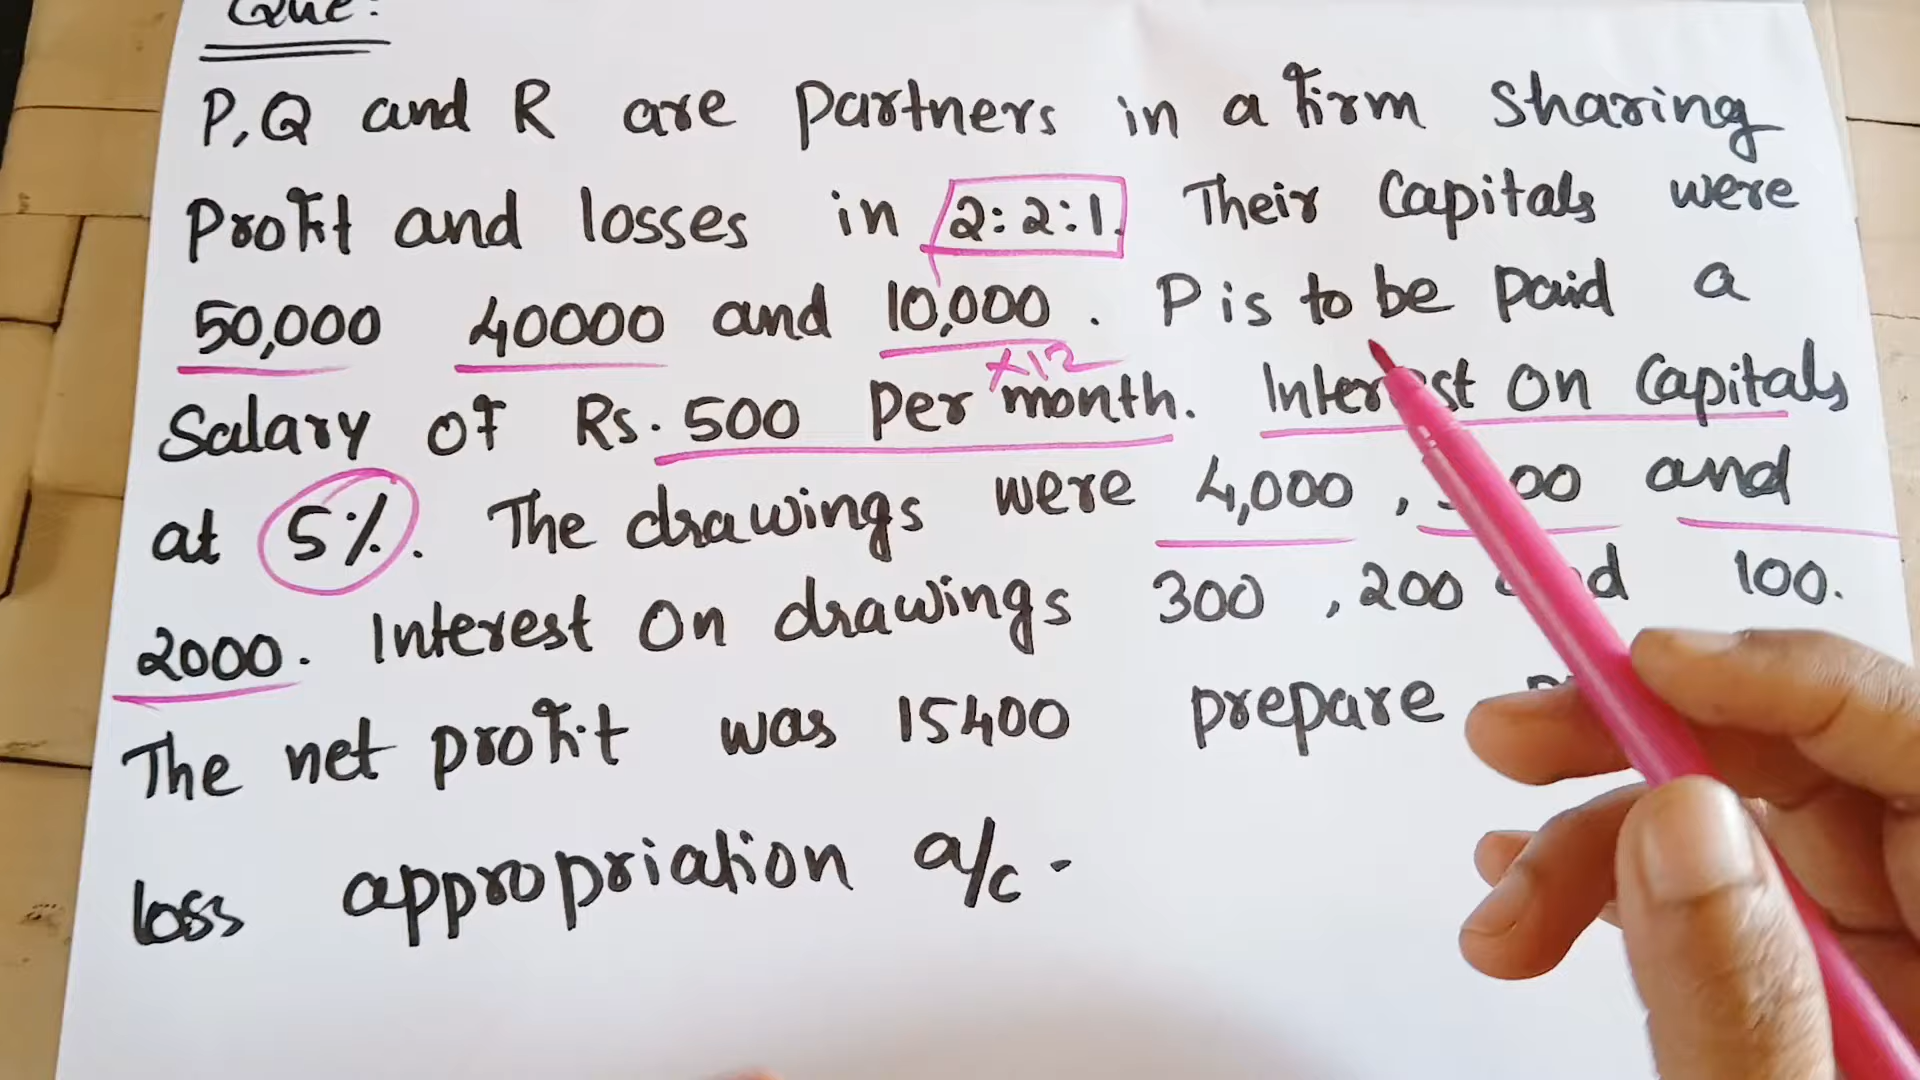 Que:
P, Q and R are partners in a firm sharing
Profit and losses in 2:2:1. Their Capitals were
50,000 40000 and 10,000. P is to be paid a
×12
Salary of Rs. 500 per month. Interest on Capitals
at 5%. The drawings were 4,000, and
2000. Interest on drawings 300, 200 100.
The net profit was 15400 prepare
loss appropriation a/c.